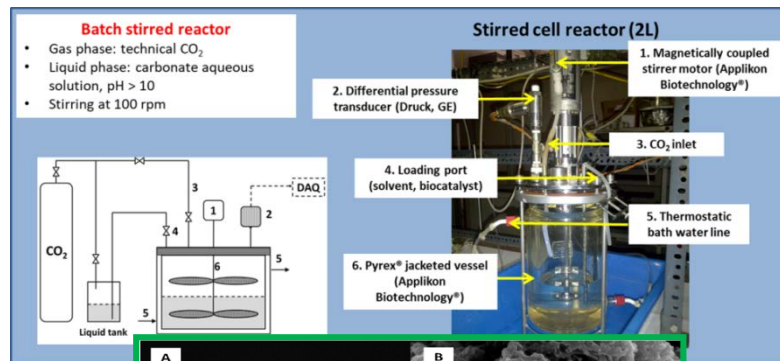 Batch stirred reactor
• Gas phase: technical CO₂
• Liquid phase: carbonate aqueous
solution, pH > 10
• Stirring at 100 rpm
Stirred cell reactor (2L)
1. Magnetically coupled
stirrer motor (Applikon
Biotechnology®)
2. Differential pressure
transducer (Druck, GE)
3. CO₂ inlet
4. Loading port
(solvent, biocatalyst)
5. Thermostatic
bath water line
6. Pyrex® jacketed vessel
(Applikon
Biotechnology®)
DAQ
3
1
2
4
CO₂
6
5
5
Liquid tank
A
B